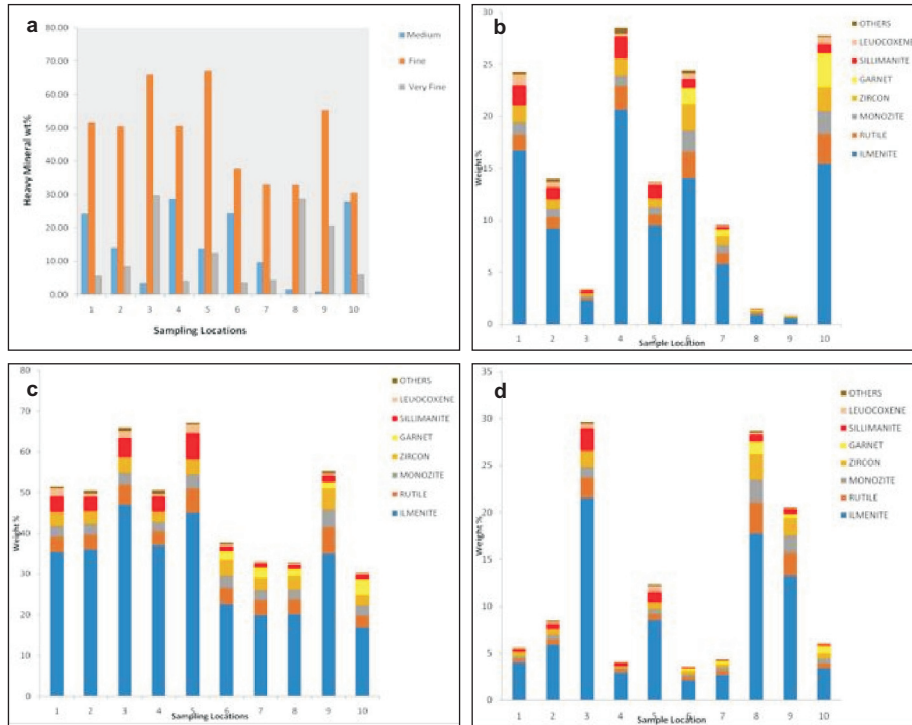 a
80.00
70.00
60.00
50.00
40.00
30.00
20.00
10.00
0.00
Heavy Mineral wt%
1 2 3 4 5 6 7 8 9 10
Sampling Locations
Medium
Fine
Very Fine
b
30
25
20
15
10
5
0
Weight%
1 2 3 4 5 6 7 8 9 10
Sample Location
OTHERS
LEUOCOXENE
SILLIMANITE
GARNET
ZIRCON
MONOZITE
RUTILE
ILMENITE
c
80
70
60
50
40
30
20
10
0
Weight%
1 2 3 4 5 6 7 8 9 10
Sampling Locations
OTHERS
LEUOCOXENE
SILLIMANITE
GARNET
ZIRCON
MONOZITE
RUTILE
ILMENITE
d
35
30
25
20
15
10
5
0
Weight %
1 2 3 4 5 6 7 8 9 10
Sample Location
OTHERS
LEUOCOXENE
SILLIMANITE
GARNET
ZIRCON
MONOZITE
RUTILE
ILMENITE